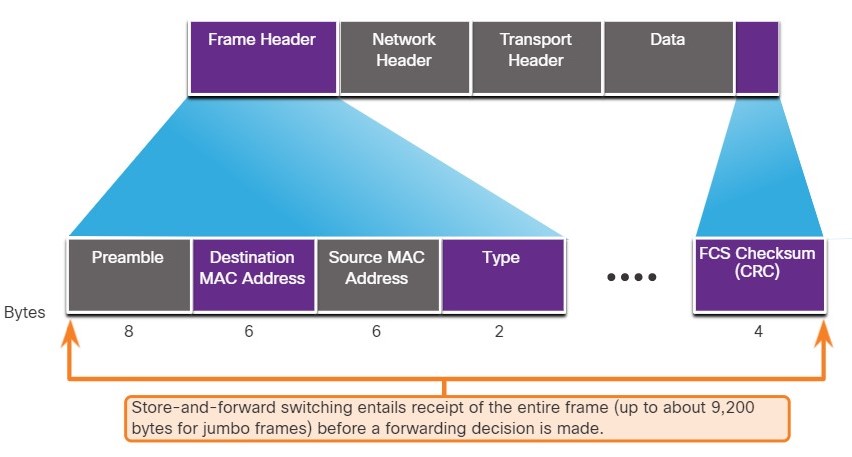 Frame Header
Network
Header
Transport
Header
Data
Preamble
Destination
MAC Address
Source MAC
Address
Type
••••
FCS Checksum
(CRC)
Bytes
8
6
6
2
4
Store-and-forward switching entails receipt of the entire frame (up to about 9,200
bytes for jumbo frames) before a forwarding decision is made.